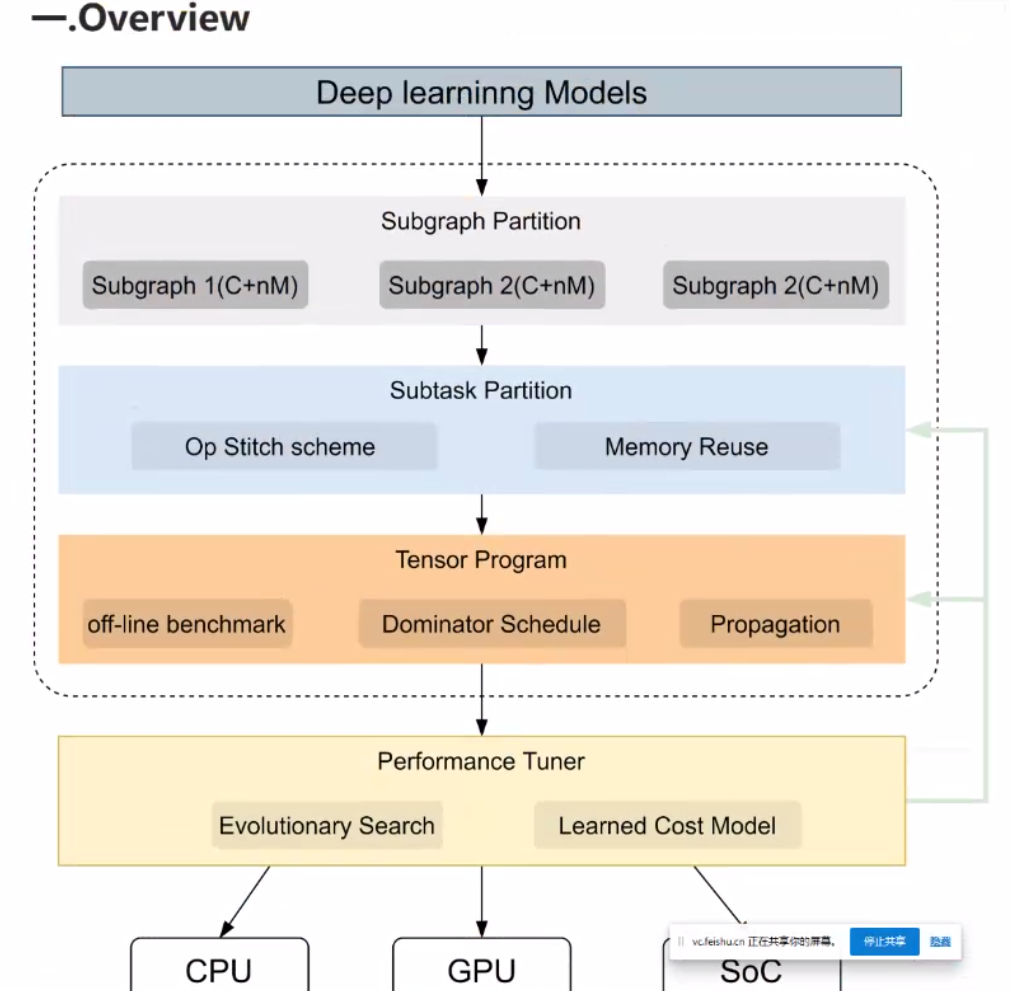 一.Overview
Deep learninng Models
Subgraph Partition
Subgraph 1(C+nM) Subgraph 2(C+nM) Subgraph 2(C+nM)
Subtask Partition
Op Stitch scheme Memory Reuse
Tensor Program
off-line benchmark Dominator Schedule Propagation
Performance Tuner
Evolutionary Search Learned Cost Model
vc.feishu.cn 正在共享你的屏幕。 停止共享 隐藏
CPU GPU SoC